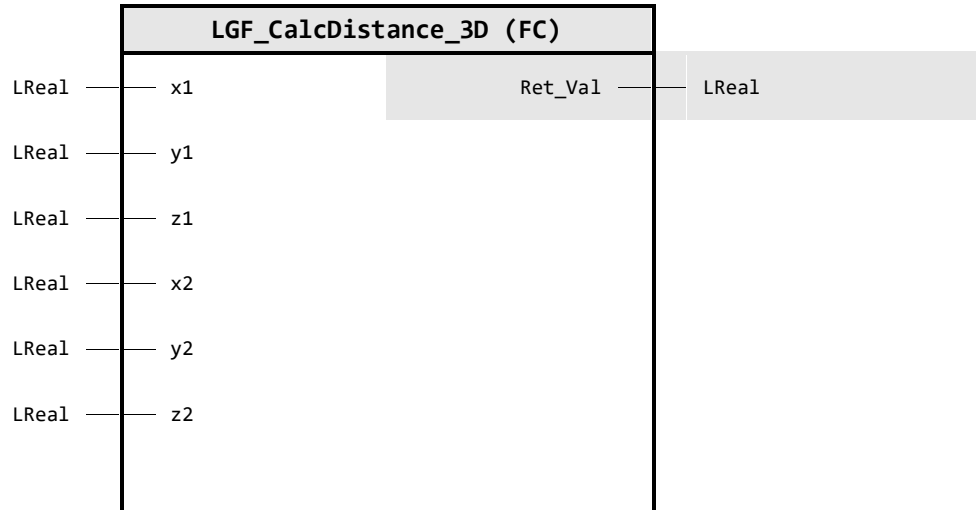 LGF_CalcDistance_3D (FC)
LReal x1 Ret_Val LReal
LReal y1
LReal z1
LReal x2
LReal y2
LReal z2